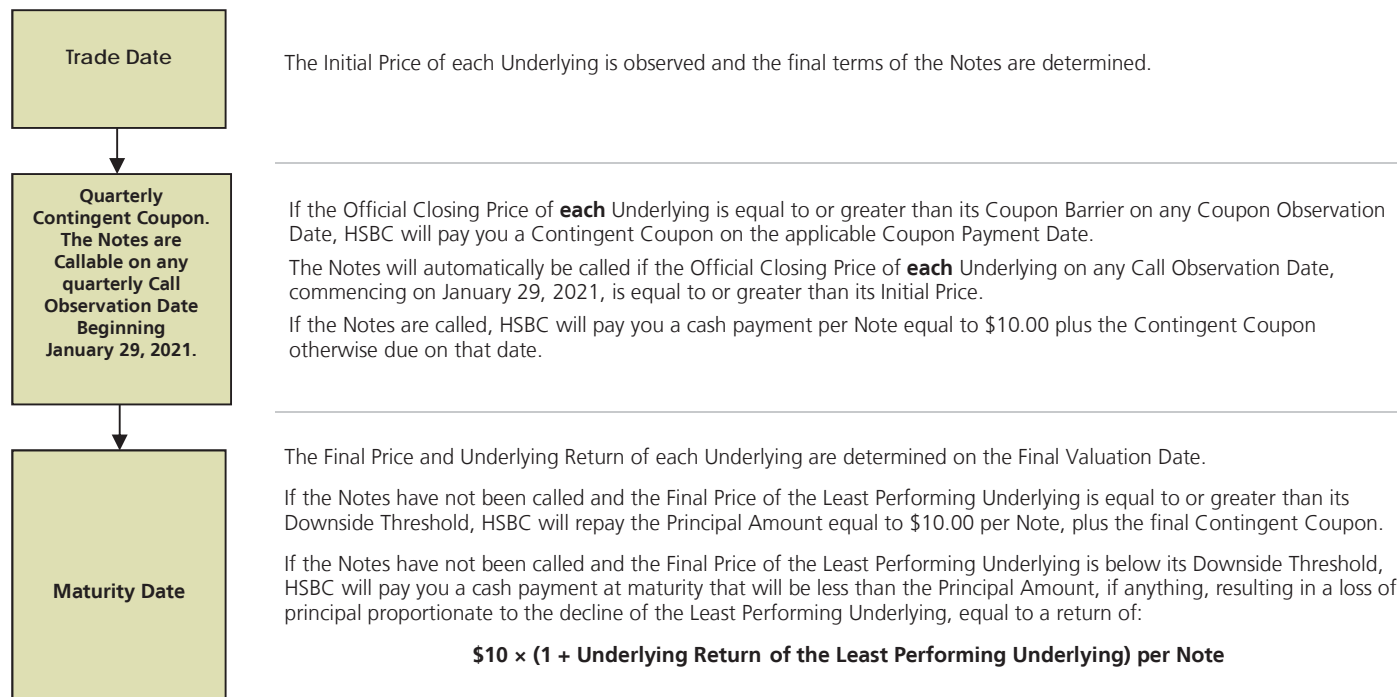 Trade Date
The Initial Price of each Underlying is observed and the final terms of the Notes are determined.
Quarterly
Contingent Coupon.
The Notes are
Callable on any
quarterly Call
Observation Date
Beginning
January 29, 2021.
If the Official Closing Price of each Underlying is equal to or greater than its Coupon Barrier on any Coupon Observation
Date, HSBC will pay you a Contingent Coupon on the applicable Coupon Payment Date.
The Notes will automatically be called if the Official Closing Price of each Underlying on any Call Observation Date,
commencing on January 29, 2021, is equal to or greater than its Initial Price.
If the Notes are called, HSBC will pay you a cash payment per Note equal to $10.00 plus the Contingent Coupon
otherwise due on that date.
Maturity Date
The Final Price and Underlying Return of each Underlying are determined on the Final Valuation Date.
If the Notes have not been called and the Final Price of the Least Performing Underlying is equal to or greater than its
Downside Threshold, HSBC will repay the Principal Amount equal to $10.00 per Note, plus the final Contingent Coupon.
If the Notes have not been called and the Final Price of the Least Performing Underlying is below its Downside Threshold,
HSBC will pay you a cash payment at maturity that will be less than the Principal Amount, if anything, resulting in a loss of
principal proportionate to the decline of the Least Performing Underlying, equal to a return of:
$10 × (1 + Underlying Return of the Least Performing Underlying) per Note